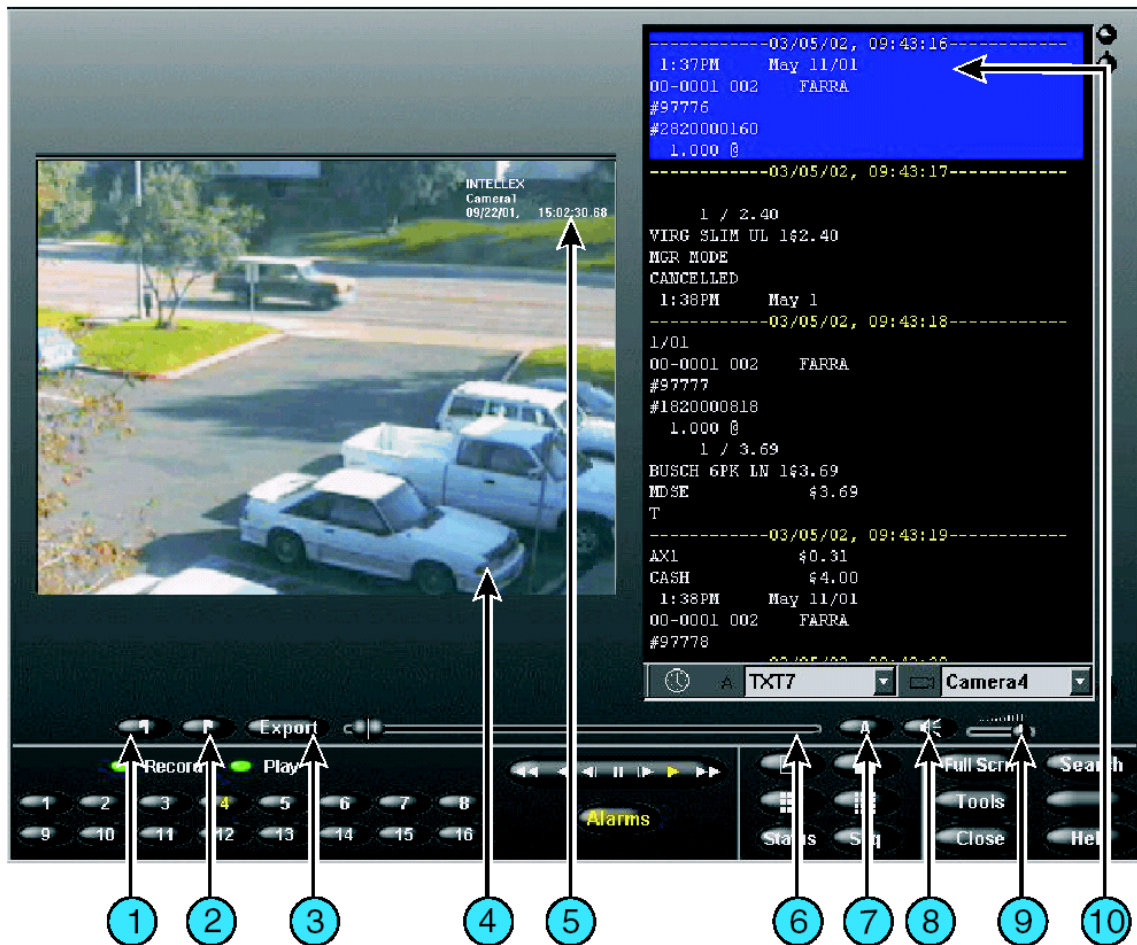 ------------03/05/02, 09:43:16------------
1:37PM May 11/01
00-0001 002 FARRA
#97776
#2820000160
1.000 @
------------03/05/02, 09:43:17------------
1 / 2.40
VIRG SLIM UL 1$2.40
MGR MODE
CANCELLED
1:38PM May 1
------------03/05/02, 09:43:18------------
1/01
00-0001 002 FARRA
#97777
#1820000818
1.000 @
1 / 3.69
BUSCH 6PK LN 1$3.69
MDSE $3.69
T
------------03/05/02, 09:43:19------------
AX1 $0.31
CASH $4.00
1:38PM May 11/01
00-0001 002 FARRA
#97778
INTELLEX
Camera1
09/22/01, 15:02:30.68
A TXT7 Camera4
Export A
Record Play
Full Scrn Search
1 2 3 4 5 6 7 8
Alarms
Tools
9 10 11 12 13 14 15 16
Status Seq Close Help
1 2 3 4 5 6 7 8 9 10